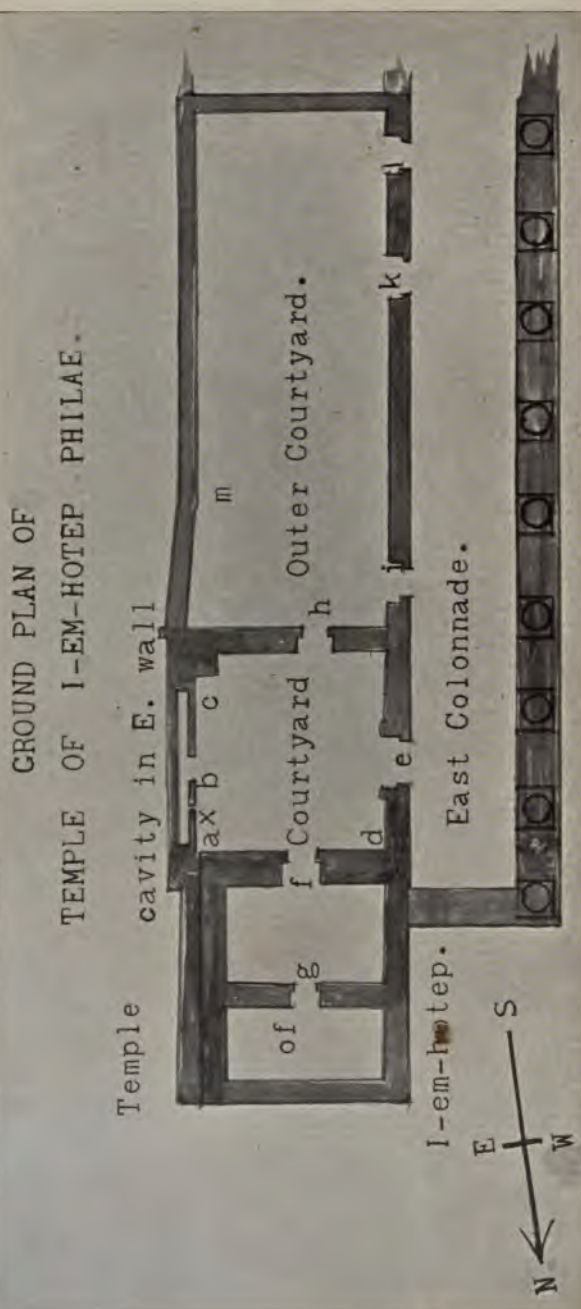 GROUND PLAN OF
TEMPLE OF I-EM-HOTEP PHILAE.
Temple
cavity in E. wall
a x b c
m
of
g
f
Courtyard
h
Outer Courtyard.
d
e
j
k
l
I-em-hotep.
East Colonnade.
N
E
W
S